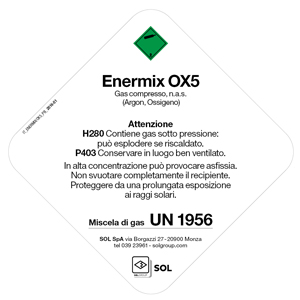 Enermix OX5
Gas compresso, n.a.s.
(Argon, Ossigeno)
Attenzione
H280 Contiene gas sotto pressione:
può esplodere se riscaldato.
P403 Conservare in luogo ben ventilato.
In alta concentrazione può provocare asfissia.
Non svuotare completamente il recipiente.
Proteggere da una prolungata esposizione
ai raggi solari.
Miscela di gas UN 1956
SOL SpA via Borgazzi 27 - 20900 Monza
tel 039 23961 - solgroup.com
SOL